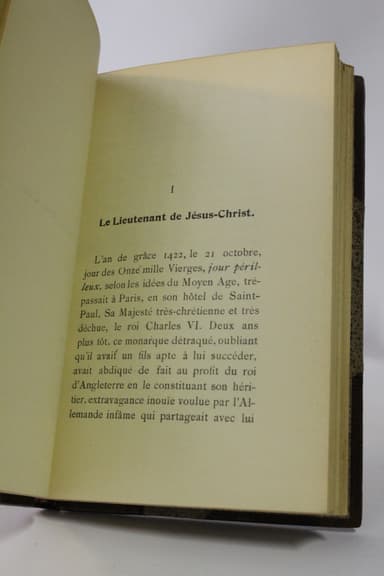 I
Le Lieutenant de Jésus-Christ.
L'an de grâce 1422, le 21 octobre,
jour des Onze mille Vierges, jour péril-
leux, selon les idées du Moyen Age, tré-
passait à Paris, en son hôtel de Saint-
Paul, Sa Majesté très-chrétienne et très
déchue, le roi Charles VI. Deux ans
plus tôt, ce monarque détraqué, oubliant
qu'il avait un fils apte à lui succéder,
avait abdiqué de fait au profit du roi
d'Angleterre en le constituant son héri-
tier, extravagance inouïe voulue par l'Al-
lemande infâme qui partageait avec lui